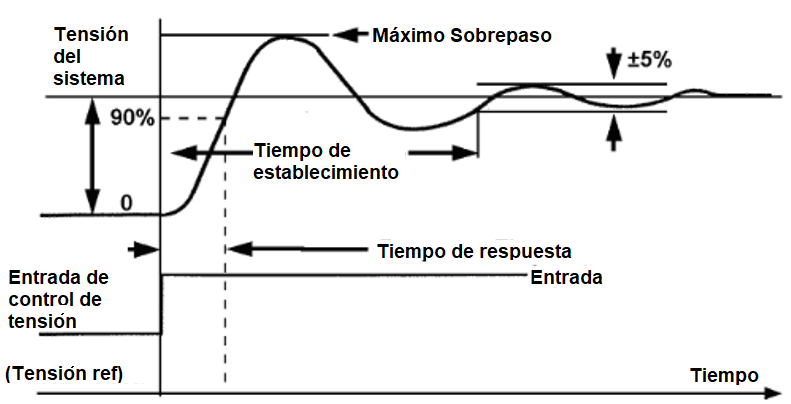 Tensión
del
sistema
Máximo Sobrepaso
±5%
90%
Tiempo de
establecimiento
0
Tiempo de respuesta
Entrada de
control de
tensión
Entrada
(Tensión ref)
Tiempo